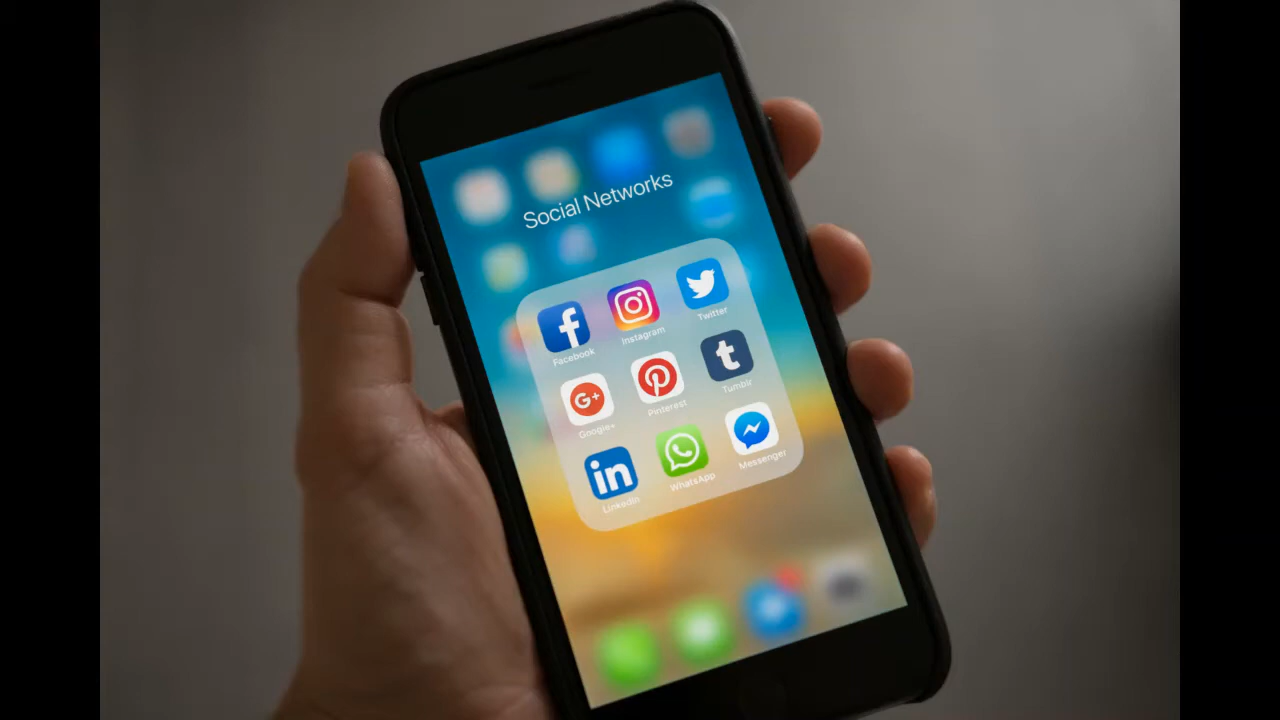 Social Networks
Facebook Instagram Twitter
Google+ Pinterest Tumblr
LinkedIn WhatsApp Messenger